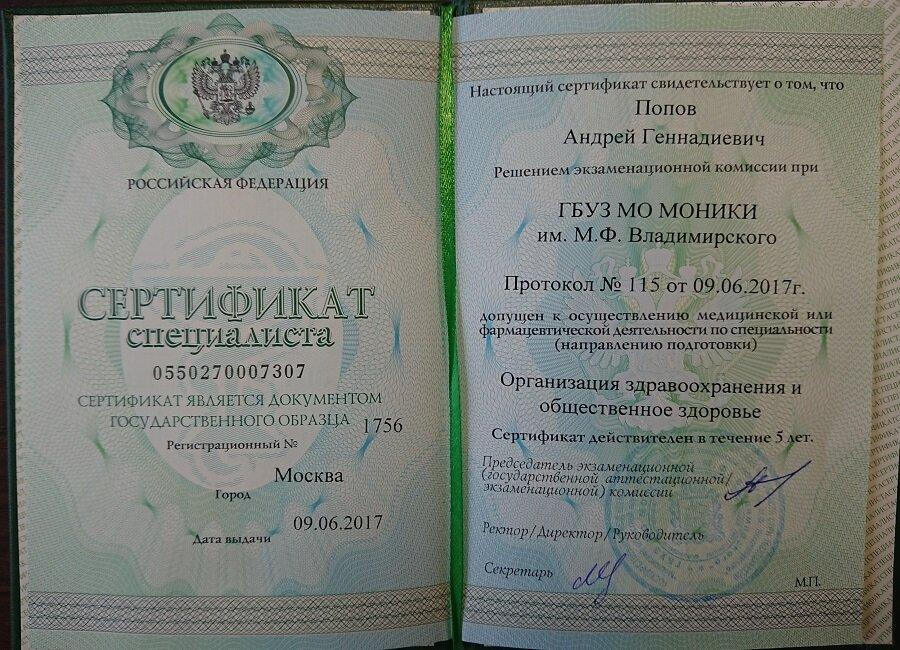 РОССИЙСКАЯ ФЕДЕРАЦИЯ
СЕРТИФИКАТ
специалиста
0550270007307
СЕРТИФИКАТ ЯВЛЯЕТСЯ ДОКУМЕНТОМ
ГОСУДАРСТВЕННОГО ОБРАЗЦА
1756
Регистрационный №
Москва
Город
09.06.2017
Дата выдачи
Настоящий сертификат свидетельствует о том, что
Попов
Андрей Геннадиевич
Решением экзаменационной комиссии при
ГБУЗ МО МОНИКИ
им. М.Ф. Владимирского
Протокол № 115 от 09.06.2017г.
допущен к осуществлению медицинской или
фармацевтической деятельности по специальности
(направлению подготовки)
Организация здравоохранения и
общественное здоровье
Сертификат действителен в течение 5 лет.
Председатель экзаменационной
(государственной аттестационной/
экзаменационной) комиссии
Ректор/Директор/Руководитель
Секретарь
М.П.